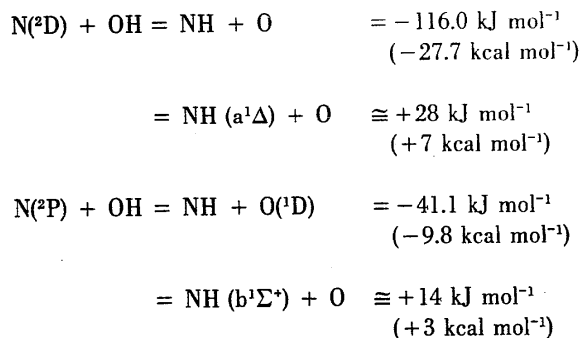 N(²D) + OH = NH + O = −116.0 kJ mol⁻¹
(−27.7 kcal mol⁻¹)
= NH (a¹Δ) + O ≅ +28 kJ mol⁻¹
(+7 kcal mol⁻¹)
N(²P) + OH = NH + O(¹D) = −41.1 kJ mol⁻¹
(−9.8 kcal mol⁻¹)
= NH (b¹Σ⁺) + O ≅ +14 kJ mol⁻¹
(+3 kcal mol⁻¹)